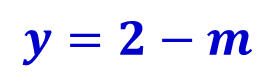 y = 2 − m